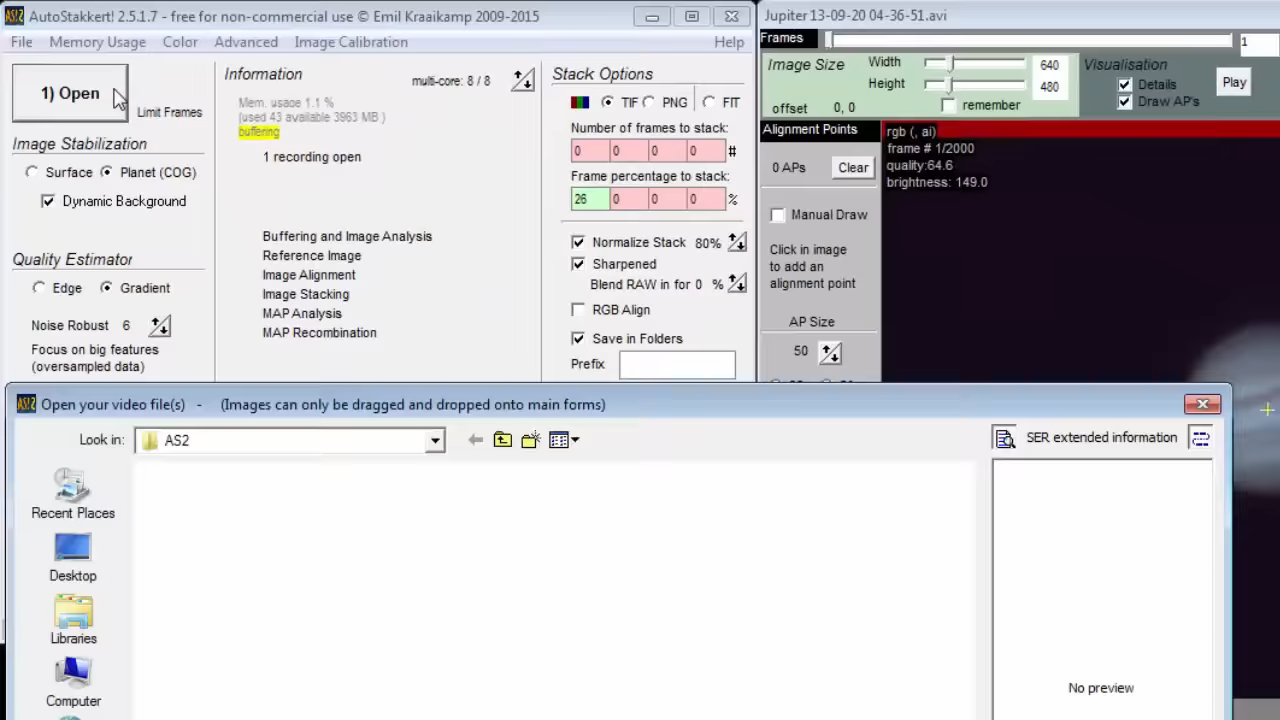 AutoStakkert! 2.5.1.7 - free for non-commercial use © Emil Kraaikamp 2009-2015
File Memory Usage Color Advanced Image Calibration Help
1) Open
Limit Frames
Image Stabilization
Surface Planet (COG)
Dynamic Background
Quality Estimator
Edge Gradient
Noise Robust 6
Focus on big features
(oversampled data)
Information
multi-core: 8 / 8
Mem. usage 1.1 %
(used 43 available 3963 MB )
buffering
1 recording open
Buffering and Image Analysis
Reference Image
Image Alignment
Image Stacking
MAP Analysis
MAP Recombination
Stack Options
TIF PNG FIT
Number of frames to stack:
0 0 0 0 #
Frame percentage to stack:
26 0 0 0 %
Normalize Stack 80%
Sharpened
Blend RAW in for 0 %
RGB Align
Save in Folders
Prefix
Jupiter 13-09-20 04-36-51.avi
Frames 1
Image Size Width 640
Height 480
offset 0, 0 remember
Visualisation
Details
Draw AP's
Play
Alignment Points
0 APs Clear
Manual Draw
Click in image
to add an
alignment point
AP Size
50
rgb (, ai)
frame # 1/2000
quality:64.6
brightness: 149.0
AS!2 Open your video file(s) - (Images can only be dragged and dropped onto main forms)
Look in: AS2
SER extended information
Recent Places
Desktop
Libraries
Computer
No preview